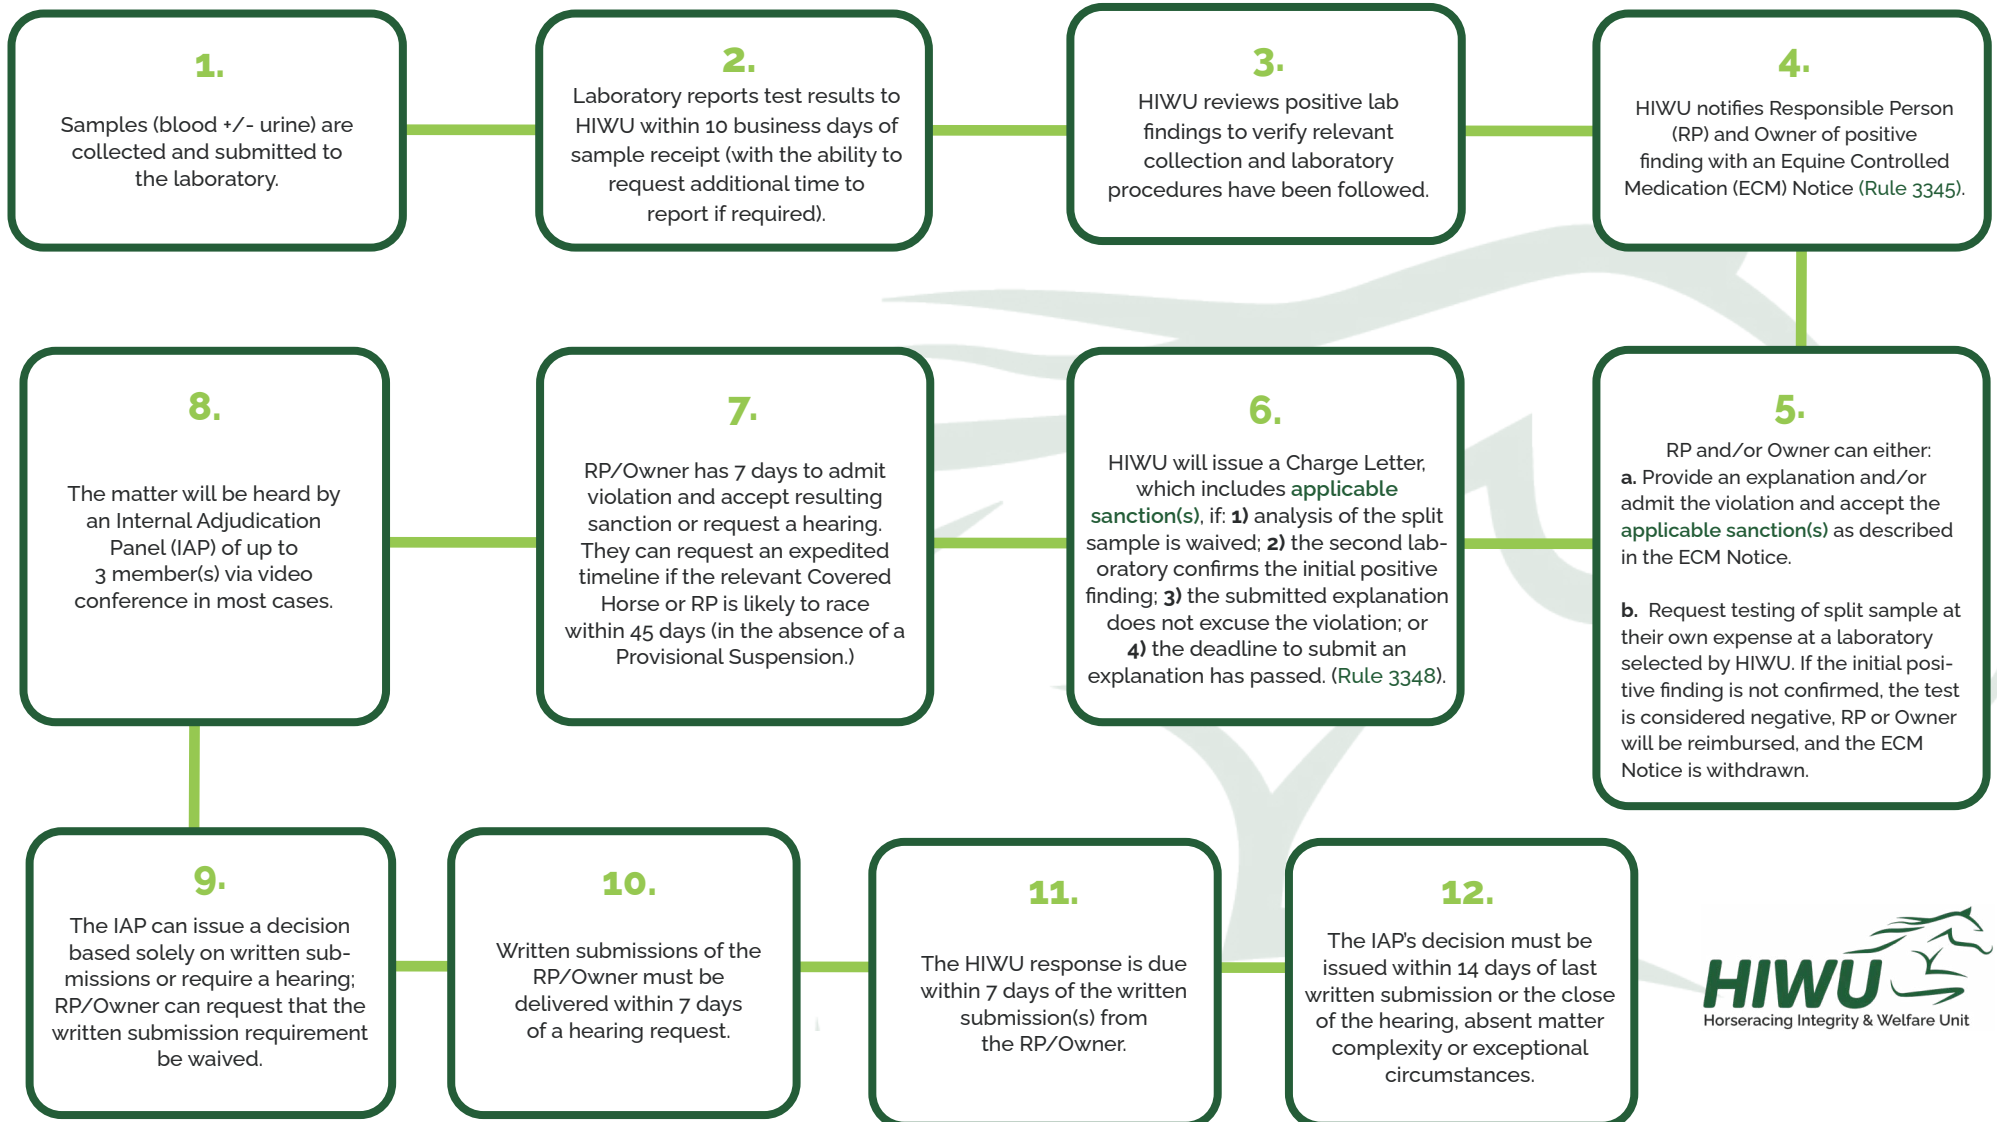 1.
Samples (blood +/- urine) are
collected and submitted to
the laboratory.
2.
Laboratory reports test results to
HIWU within 10 business days of
sample receipt (with the ability to
request additional time to
report if required).
3.
HIWU reviews positive lab
findings to verify relevant
collection and laboratory
procedures have been followed.
4.
HIWU notifies Responsible Person
(RP) and Owner of positive
finding with an Equine Controlled
Medication (ECM) Notice (Rule 3345).
5.
RP and/or Owner can either:
a. Provide an explanation and/or
admit the violation and accept the
applicable sanction(s) as described
in the ECM Notice.
b. Request testing of split sample at
their own expense at a laboratory
selected by HIWU. If the initial posi-
tive finding is not confirmed, the test
is considered negative, RP or Owner
will be reimbursed, and the ECM
Notice is withdrawn.
6.
HIWU will issue a Charge Letter,
which includes applicable
sanction(s), if: 1) analysis of the split
sample is waived; 2) the second lab-
oratory confirms the initial positive
finding; 3) the submitted explanation
does not excuse the violation; or
4) the deadline to submit an
explanation has passed. (Rule 3348).
7.
RP/Owner has 7 days to admit
violation and accept resulting
sanction or request a hearing.
They can request an expedited
timeline if the relevant Covered
Horse or RP is likely to race
within 45 days (in the absence of a
Provisional Suspension.)
8.
The matter will be heard by
an Internal Adjudication
Panel (IAP) of up to
3 member(s) via video
conference in most cases.
9.
The IAP can issue a decision
based solely on written sub-
missions or require a hearing;
RP/Owner can request that the
written submission requirement
be waived.
10.
Written submissions of the
RP/Owner must be
delivered within 7 days
of a hearing request.
11.
The HIWU response is due
within 7 days of the written
submission(s) from
the RP/Owner.
12.
The IAP's decision must be
issued within 14 days of last
written submission or the close
of the hearing, absent matter
complexity or exceptional
circumstances.
HIWU
Horseracing Integrity & Welfare Unit